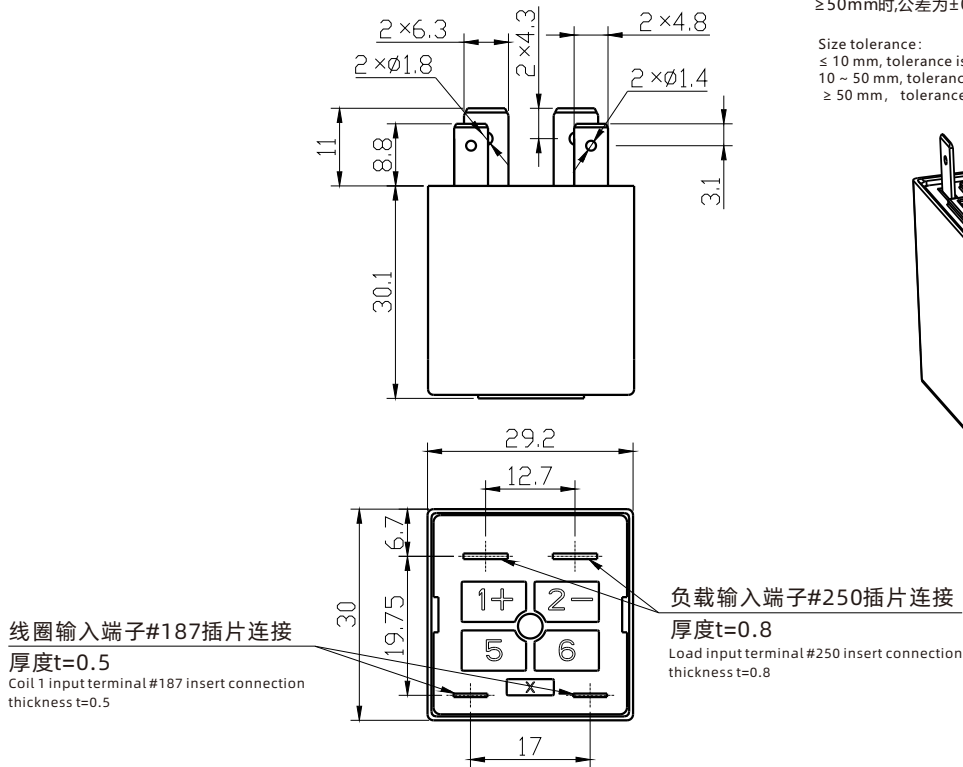 ≥50mm时,公差为±
Size tolerance:
≤ 10 mm, tolerance is
10 ~ 50 mm, toleranc
≥ 50 mm, tolerance
2 ×6.3
2 ×4.3
2 ×4.8
2 ×ø1.8
2 ×ø1.4
11
8.8
3.1
30.1
29.2
12.7
6.7
30
19.75
1+
2−
5
6
X
17
线圈输入端子#187插片连接
厚度t=0.5
Coil 1 input terminal #187 insert connection
thickness t=0.5
负载输入端子#250插片连接
厚度t=0.8
Load input terminal #250 insert connection
thickness t=0.8